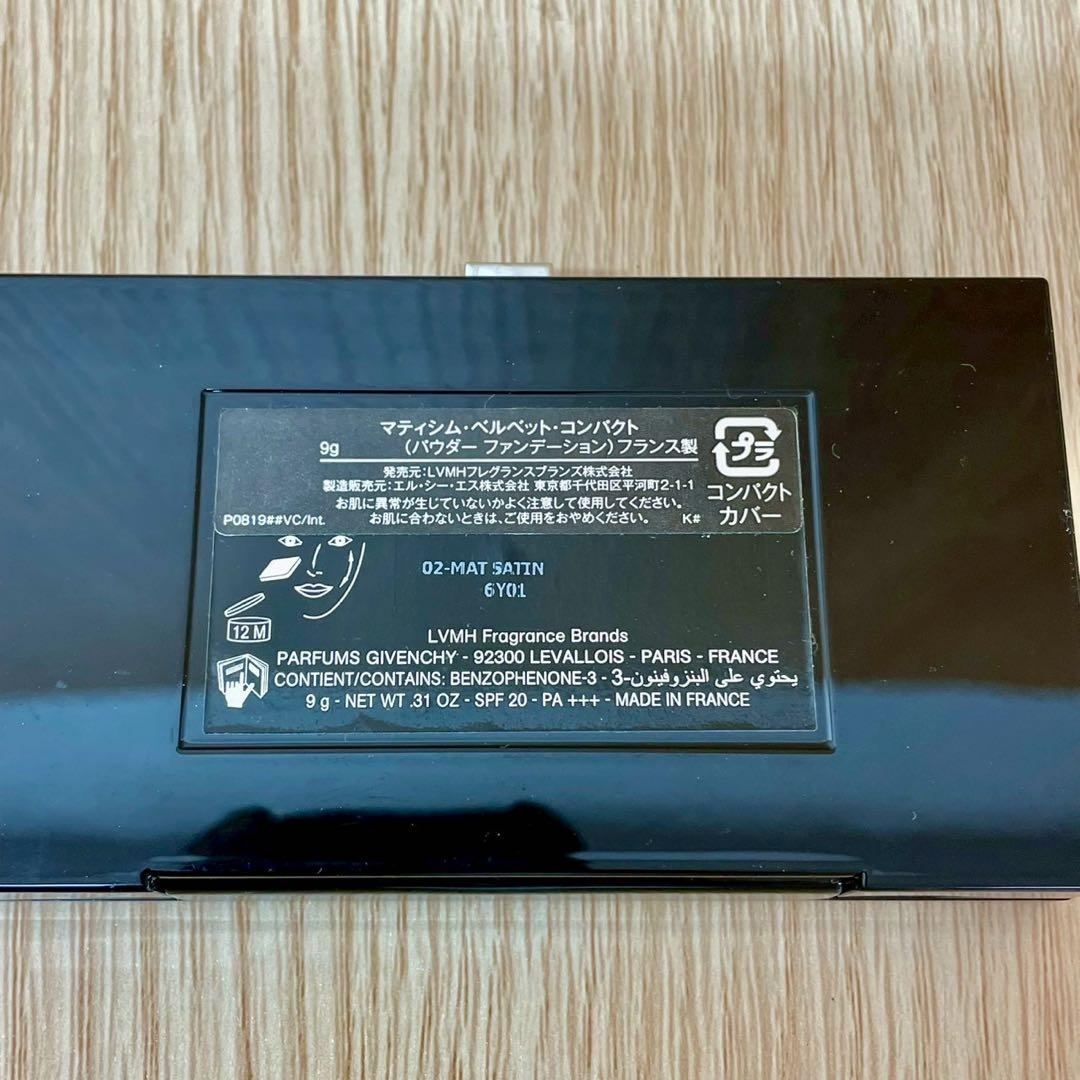 マティシム・ベルベット・コンパクト
9g （パウダー ファンデーション）フランス製
発売元：LVMHフレグランスブランズ株式会社
製造販売元：エル・シー・エス株式会社 東京都千代田区平河町2-1-1
お肌に異常が生じていないかよく注意して使用してください。
P0819##VC/Int. お肌に合わないときは、ご使用をおやめください。 K#
プラ
コンパクト
カバー
02-MAT SATIN
6Y01
12 M
LVMH Fragrance Brands
PARFUMS GIVENCHY - 92300 LEVALLOIS - PARIS - FRANCE
CONTIENT/CONTAINS: BENZOPHENONE-3 - يحتوي على البنزوفينون-3
9 g - NET WT .31 OZ - SPF 20 - PA +++ - MADE IN FRANCE